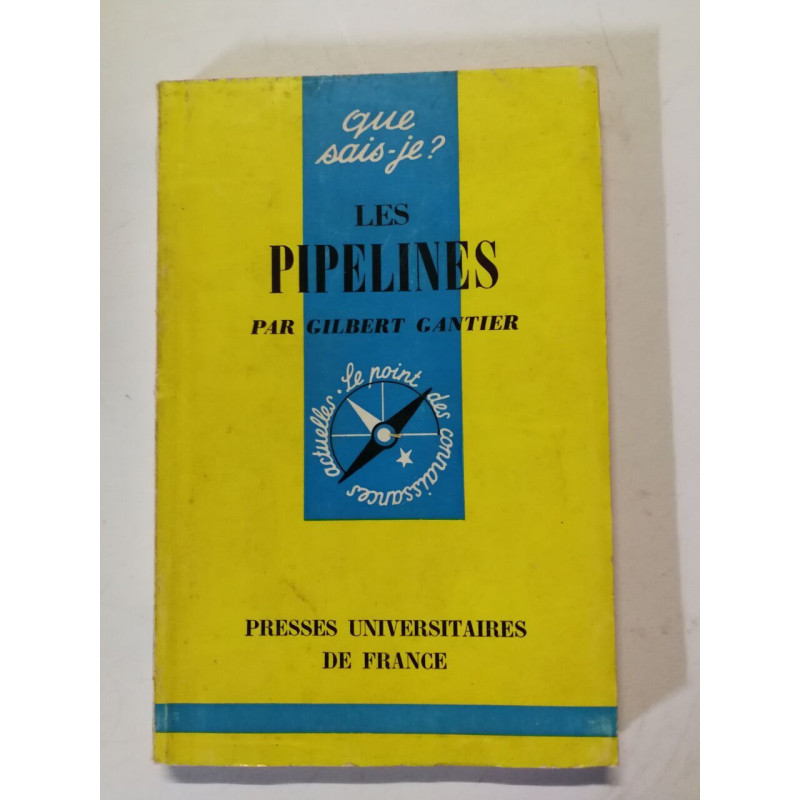 que
sais-je?
LES
PIPELINES
PAR GILBERT GANTIER
le point des connaissances actuelles.
PRESSES UNIVERSITAIRES
DE FRANCE